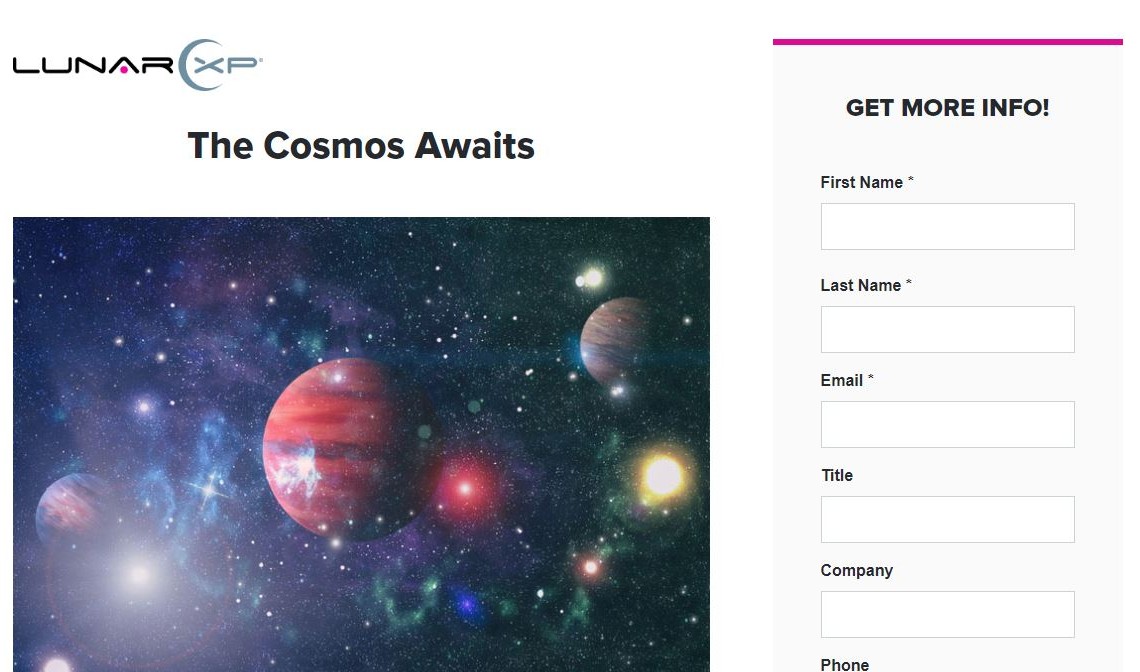 LUNAR XP
The Cosmos Awaits
GET MORE INFO!
First Name *
Last Name *
Email *
Title
Company
Phone